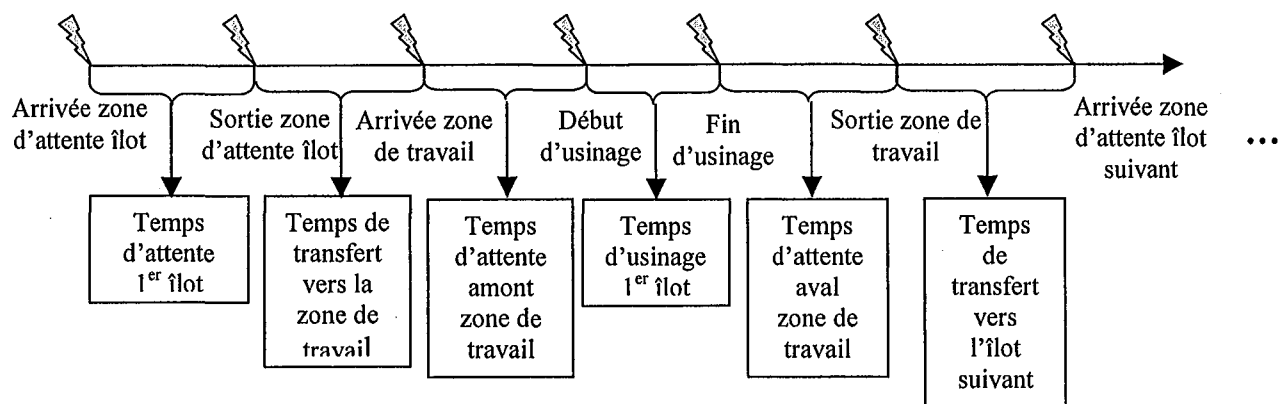 Arrivée zone
d'attente îlot
Sortie zone
d'attente îlot
Arrivée zone
de travail
Début
d'usinage
Fin
d'usinage
Sortie zone de
travail
Arrivée zone
d'attente îlot
suivant
...
Temps
d'attente
1er îlot
Temps de
transfert
vers la
zone de
travail
Temps
d'attente
amont
zone de
travail
Temps
d'usinage
1er îlot
Temps
d'attente
aval
zone de
travail
Temps
de
transfert
vers
l'îlot
suivant